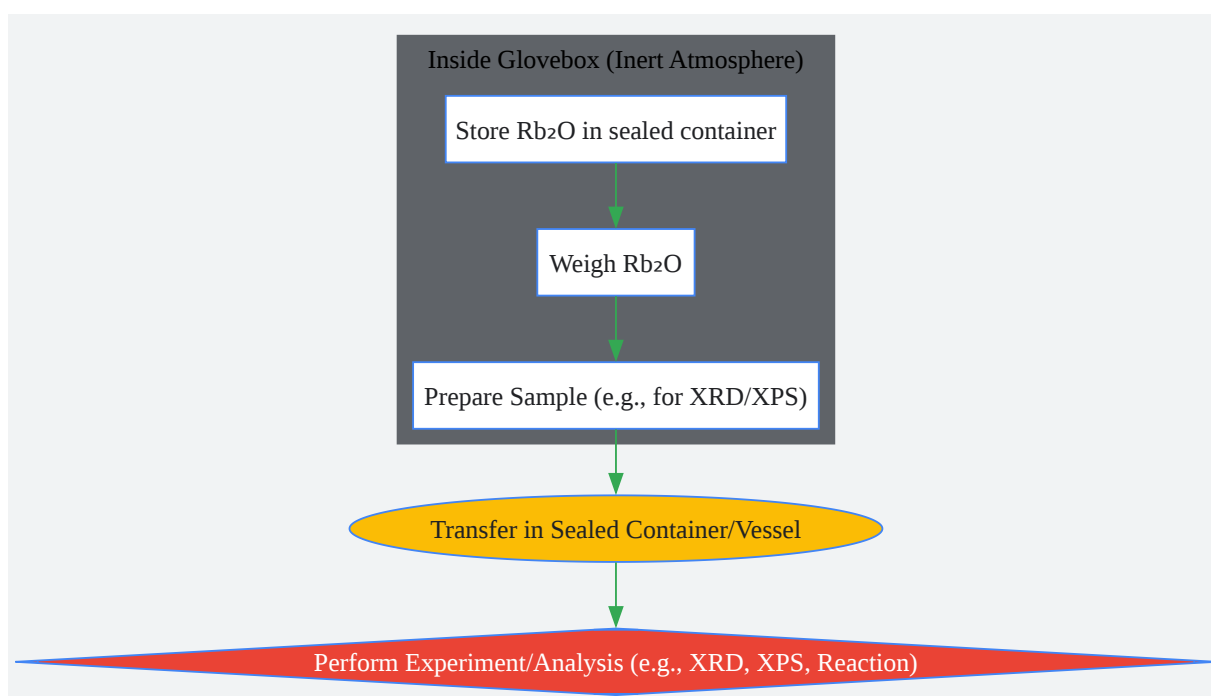 Inside Glovebox (Inert Atmosphere)
Store Rb₂O in sealed container
Weigh Rb₂O
Prepare Sample (e.g., for XRD/XPS)
Transfer in Sealed Container/Vessel
Perform Experiment/Analysis (e.g., XRD, XPS, Reaction)